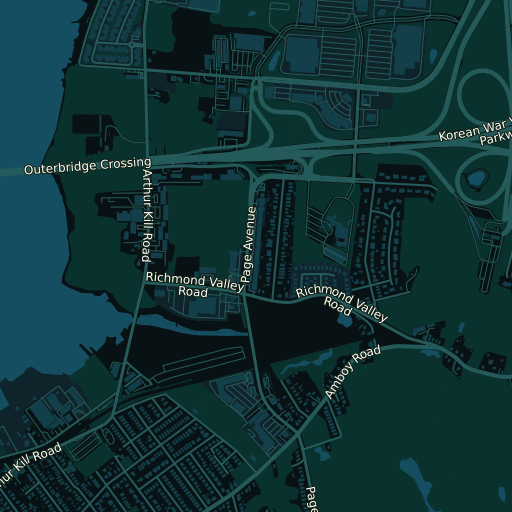 Korean War V
Parkw
Outerbridge Crossing
Arthur Kill Road
Page Avenue
Richmond Valley
Road
Richmond Valley
Road
Amboy Road
hur Kill Road
Page